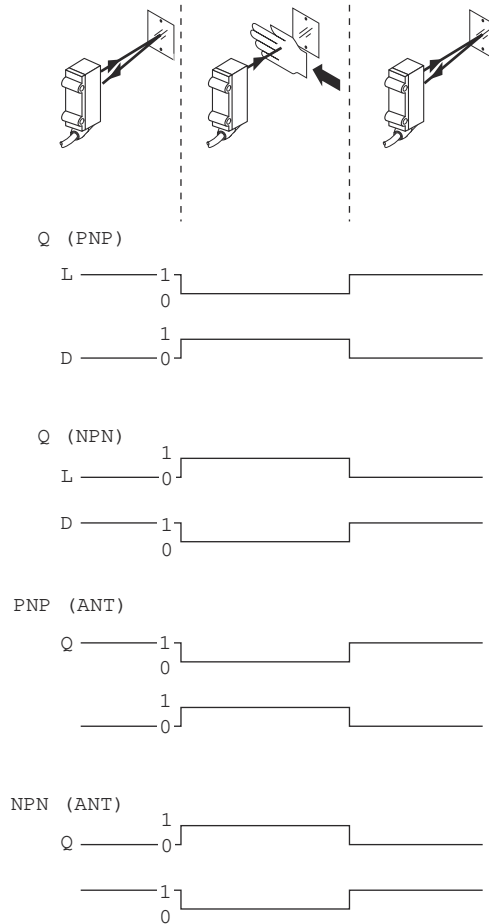 Q (PNP)
L 1
0
1
D 0
Q (NPN)
1
L 0
D 1
0
PNP (ANT)
Q 1
0
1
0
NPN (ANT)
1
Q 0
1
0